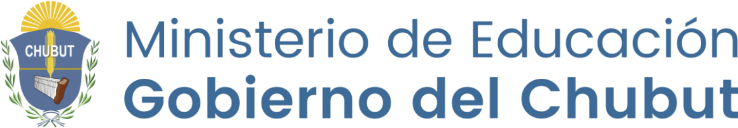 CHUBUT
Ministerio de Educación
Gobierno del Chubut